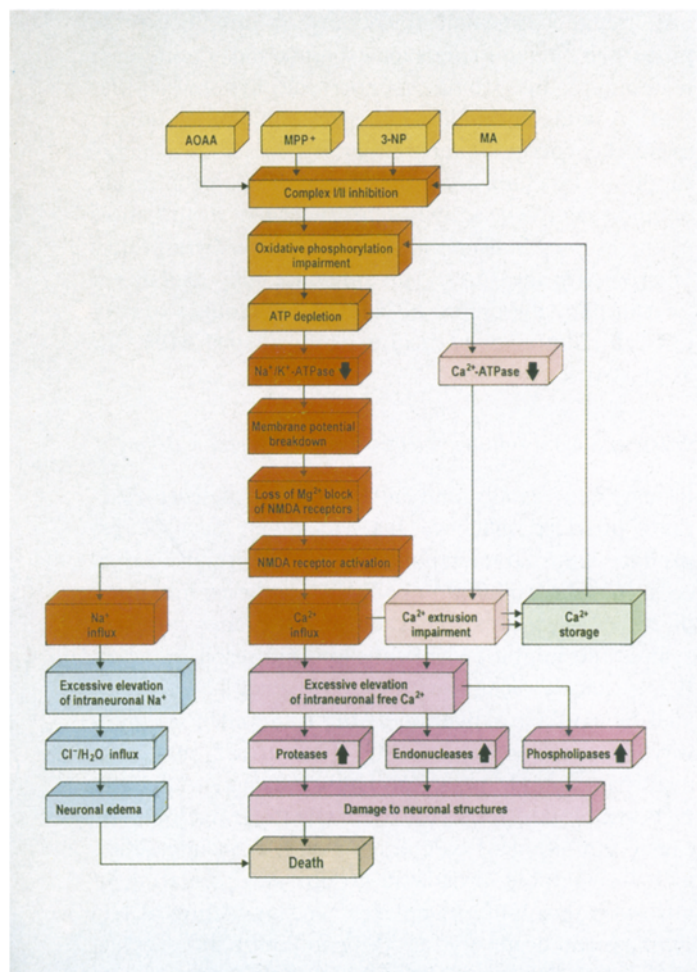 AOAA
MPP⁺
3-NP
MA
Complex I/II inhibition
Oxidative phosphorylation
impairment
ATP depletion
Na⁺/K⁺-ATPase
Ca²⁺-ATPase
Membrane potential
breakdown
Loss of Mg²⁺ block
of NMDA receptors
NMDA receptor activation
Na⁺
influx
Ca²⁺
influx
Ca²⁺ extrusion
impairment
Ca²⁺
storage
Excessive elevation
of intraneuronal Na⁺
Excessive elevation
of intraneuronal free Ca²⁺
Cl⁻/H₂O influx
Proteases
Endonucleases
Phospholipases
Neuronal edema
Damage to neuronal structures
Death